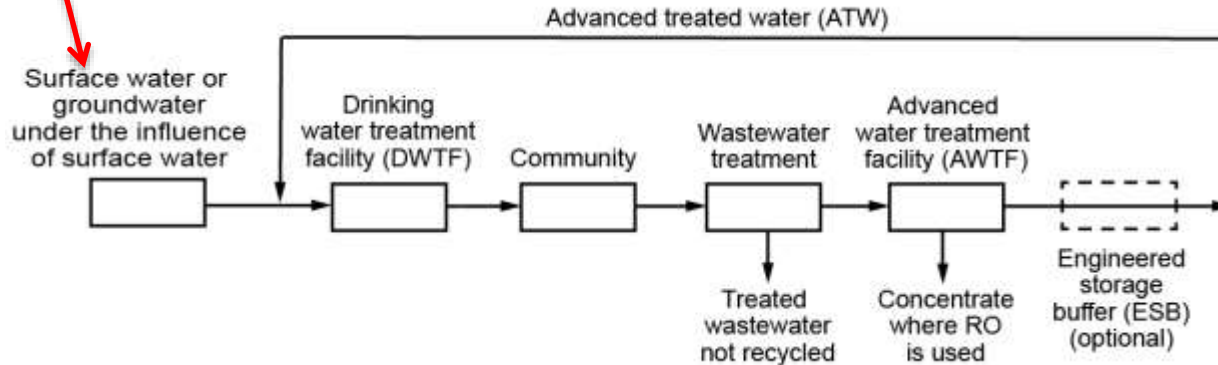 Advanced treated water (ATW)
Surface water or
groundwater
under the influence
of surface water
Drinking
water treatment
facility (DWTF)
Community
Wastewater
treatment
Advanced
water treatment
facility (AWTF)
Treated
wastewater
not recycled
Concentrate
where RO
is used
Engineered
storage
buffer (ESB)
(optional)